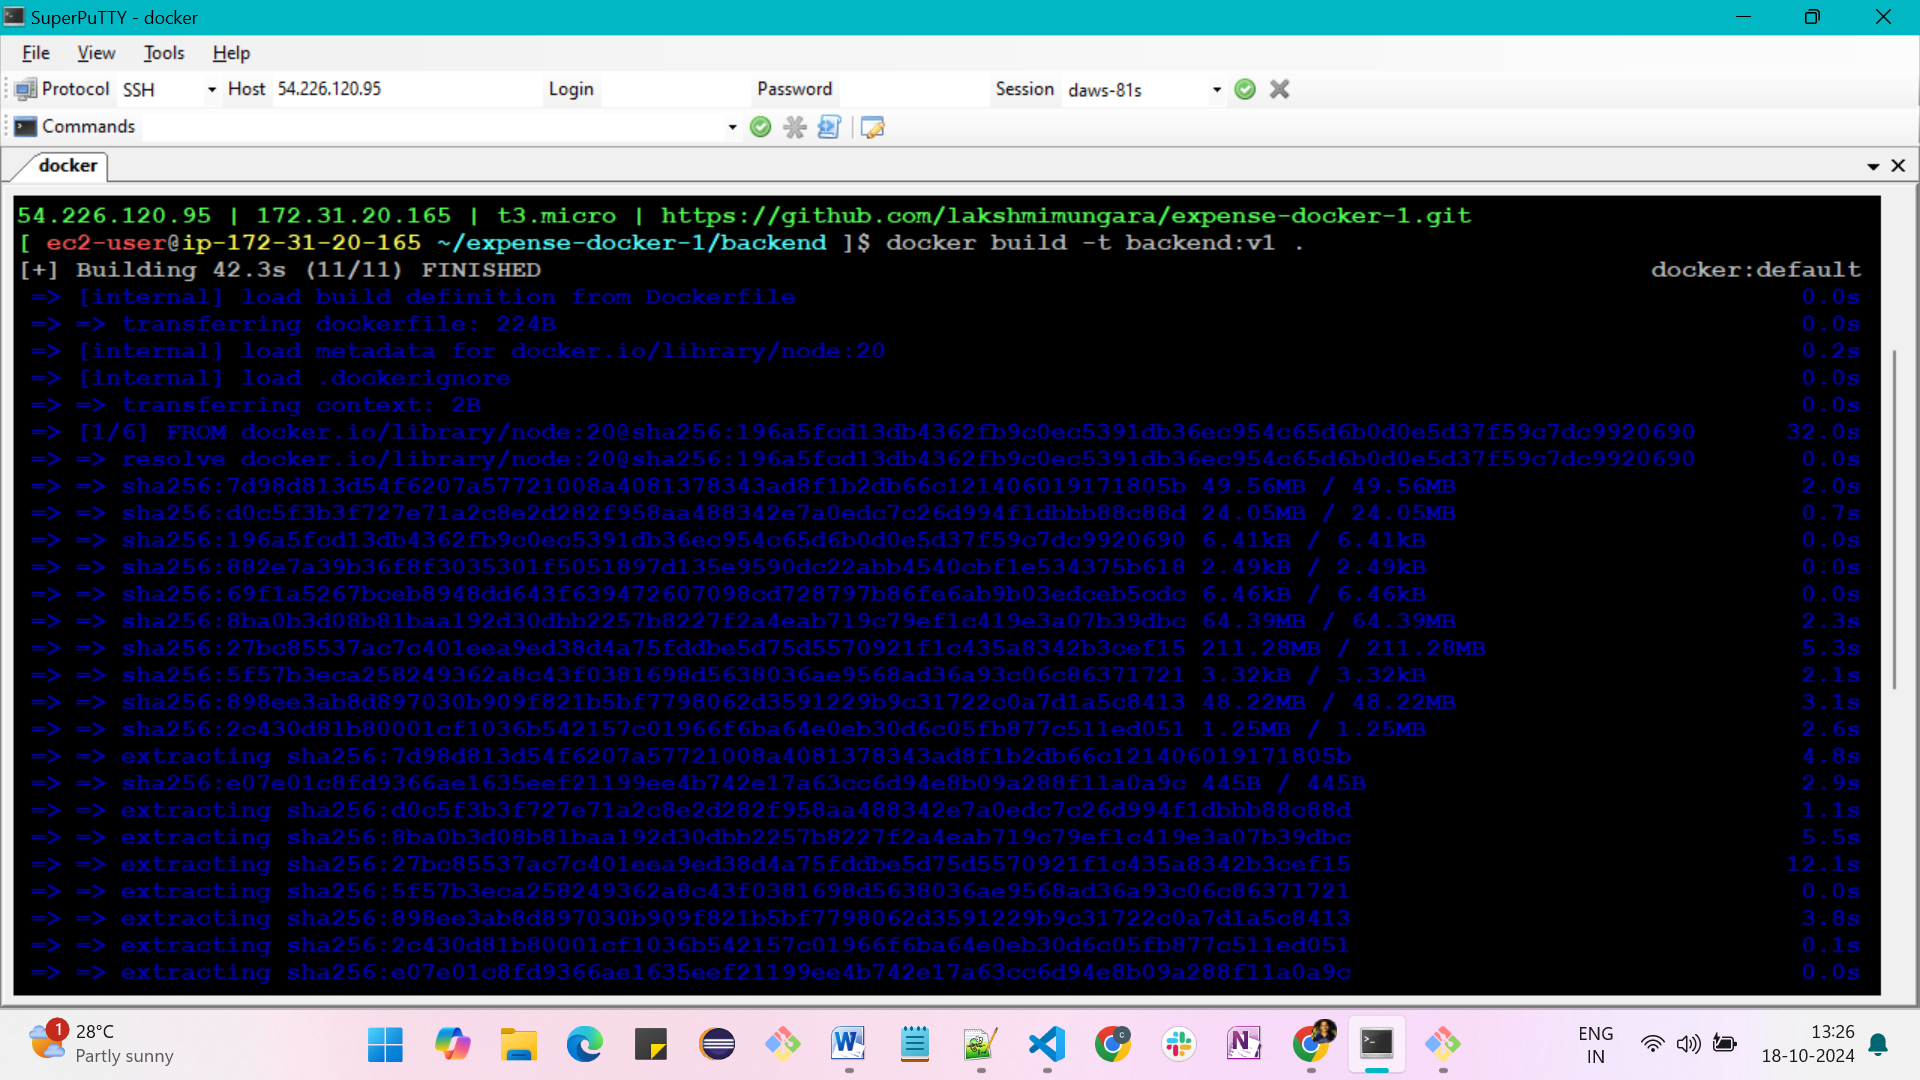 SuperPuTTY - docker
File View Tools Help
Protocol SSH Host 54.226.120.95 Login Password Session daws-81s
Commands
docker
54.226.120.95 | 172.31.20.165 | t3.micro | https://github.com/lakshmimungara/expense-docker-1.git
[ ec2-user@ip-172-31-20-165 ~/expense-docker-1/backend ]$ docker build -t backend:v1 .
[+] Building 42.3s (11/11) FINISHED docker:default
=> [internal] load build definition from Dockerfile 0.0s
=> => transferring dockerfile: 224B 0.0s
=> [internal] load metadata for docker.io/library/node:20 0.2s
=> [internal] load .dockerignore 0.0s
=> => transferring context: 2B 0.0s
=> [1/6] FROM docker.io/library/node:20@sha256:196a5fcd13db4362fb9c0ec5391db36ec954c65d6b0d0e5d37f59c7dc9920690 32.0s
=> => resolve docker.io/library/node:20@sha256:196a5fcd13db4362fb9c0ec5391db36ec954c65d6b0d0e5d37f59c7dc9920690 0.0s
=> => sha256:7d98d813d54f6207a57721008a4081378343ad8f1b2db66c121406019171805b 49.56MB / 49.56MB 2.0s
=> => sha256:d0c5f3b3f727e71a2c8e2d282f958aa488342e7a0edc7c26d994f1dbbb88c88d 24.05MB / 24.05MB 0.7s
=> => sha256:196a5fcd13db4362fb9c0ec5391db36ec954c65d6b0d0e5d37f59c7dc9920690 6.41kB / 6.41kB 0.0s
=> => sha256:882e7a39b36f8f3035301f5051897d135e9590dc22abb4540cbf1e534375b618 2.49kB / 2.49kB 0.0s
=> => sha256:69f1a5267bceb8948dd643f639472607098cd728797b86fe6ab9b03edceb5cdc 6.46kB / 6.46kB 0.0s
=> => sha256:8ba0b3d08b81baa192d30dbb2257b8227f2a4eab719c79ef1c419e3a07b39dbc 64.39MB / 64.39MB 2.3s
=> => sha256:27bc85537ac7c401eea9ed38d4a75fddbe5d75d5570921f1c435a8342b3cef15 211.28MB / 211.28MB 5.3s
=> => sha256:5f57b3eca258249362a8c43f0381698d5638036ae9568ad36a93c06c86371721 3.32kB / 3.32kB 2.1s
=> => sha256:898ee3ab8d897030b909f821b5bf7798062d3591229b9c31722c0a7d1a5c8413 48.22MB / 48.22MB 3.1s
=> => sha256:2c430d81b80001cf1036b542157c01966f6ba64e0eb30d6c05fb877c511ed051 1.25MB / 1.25MB 2.6s
=> => extracting sha256:7d98d813d54f6207a57721008a4081378343ad8f1b2db66c121406019171805b 4.8s
=> => sha256:e07e01c8fd9366ae1635eef21199ee4b742e17a63cc6d94e8b09a288f11a0a9c 445B / 445B 2.9s
=> => extracting sha256:d0c5f3b3f727e71a2c8e2d282f958aa488342e7a0edc7c26d994f1dbbb88c88d 1.1s
=> => extracting sha256:8ba0b3d08b81baa192d30dbb2257b8227f2a4eab719c79ef1c419e3a07b39dbc 5.5s
=> => extracting sha256:27bc85537ac7c401eea9ed38d4a75fddbe5d75d5570921f1c435a8342b3cef15 12.1s
=> => extracting sha256:5f57b3eca258249362a8c43f0381698d5638036ae9568ad36a93c06c86371721 0.0s
=> => extracting sha256:898ee3ab8d897030b909f821b5bf7798062d3591229b9c31722c0a7d1a5c8413 3.8s
=> => extracting sha256:2c430d81b80001cf1036b542157c01966f6ba64e0eb30d6c05fb877c511ed051 0.1s
=> => extracting sha256:e07e01c8fd9366ae1635eef21199ee4b742e17a63cc6d94e8b09a288f11a0a9c 0.0s
1 28°C ENG 13:26
Partly sunny IN 18-10-2024